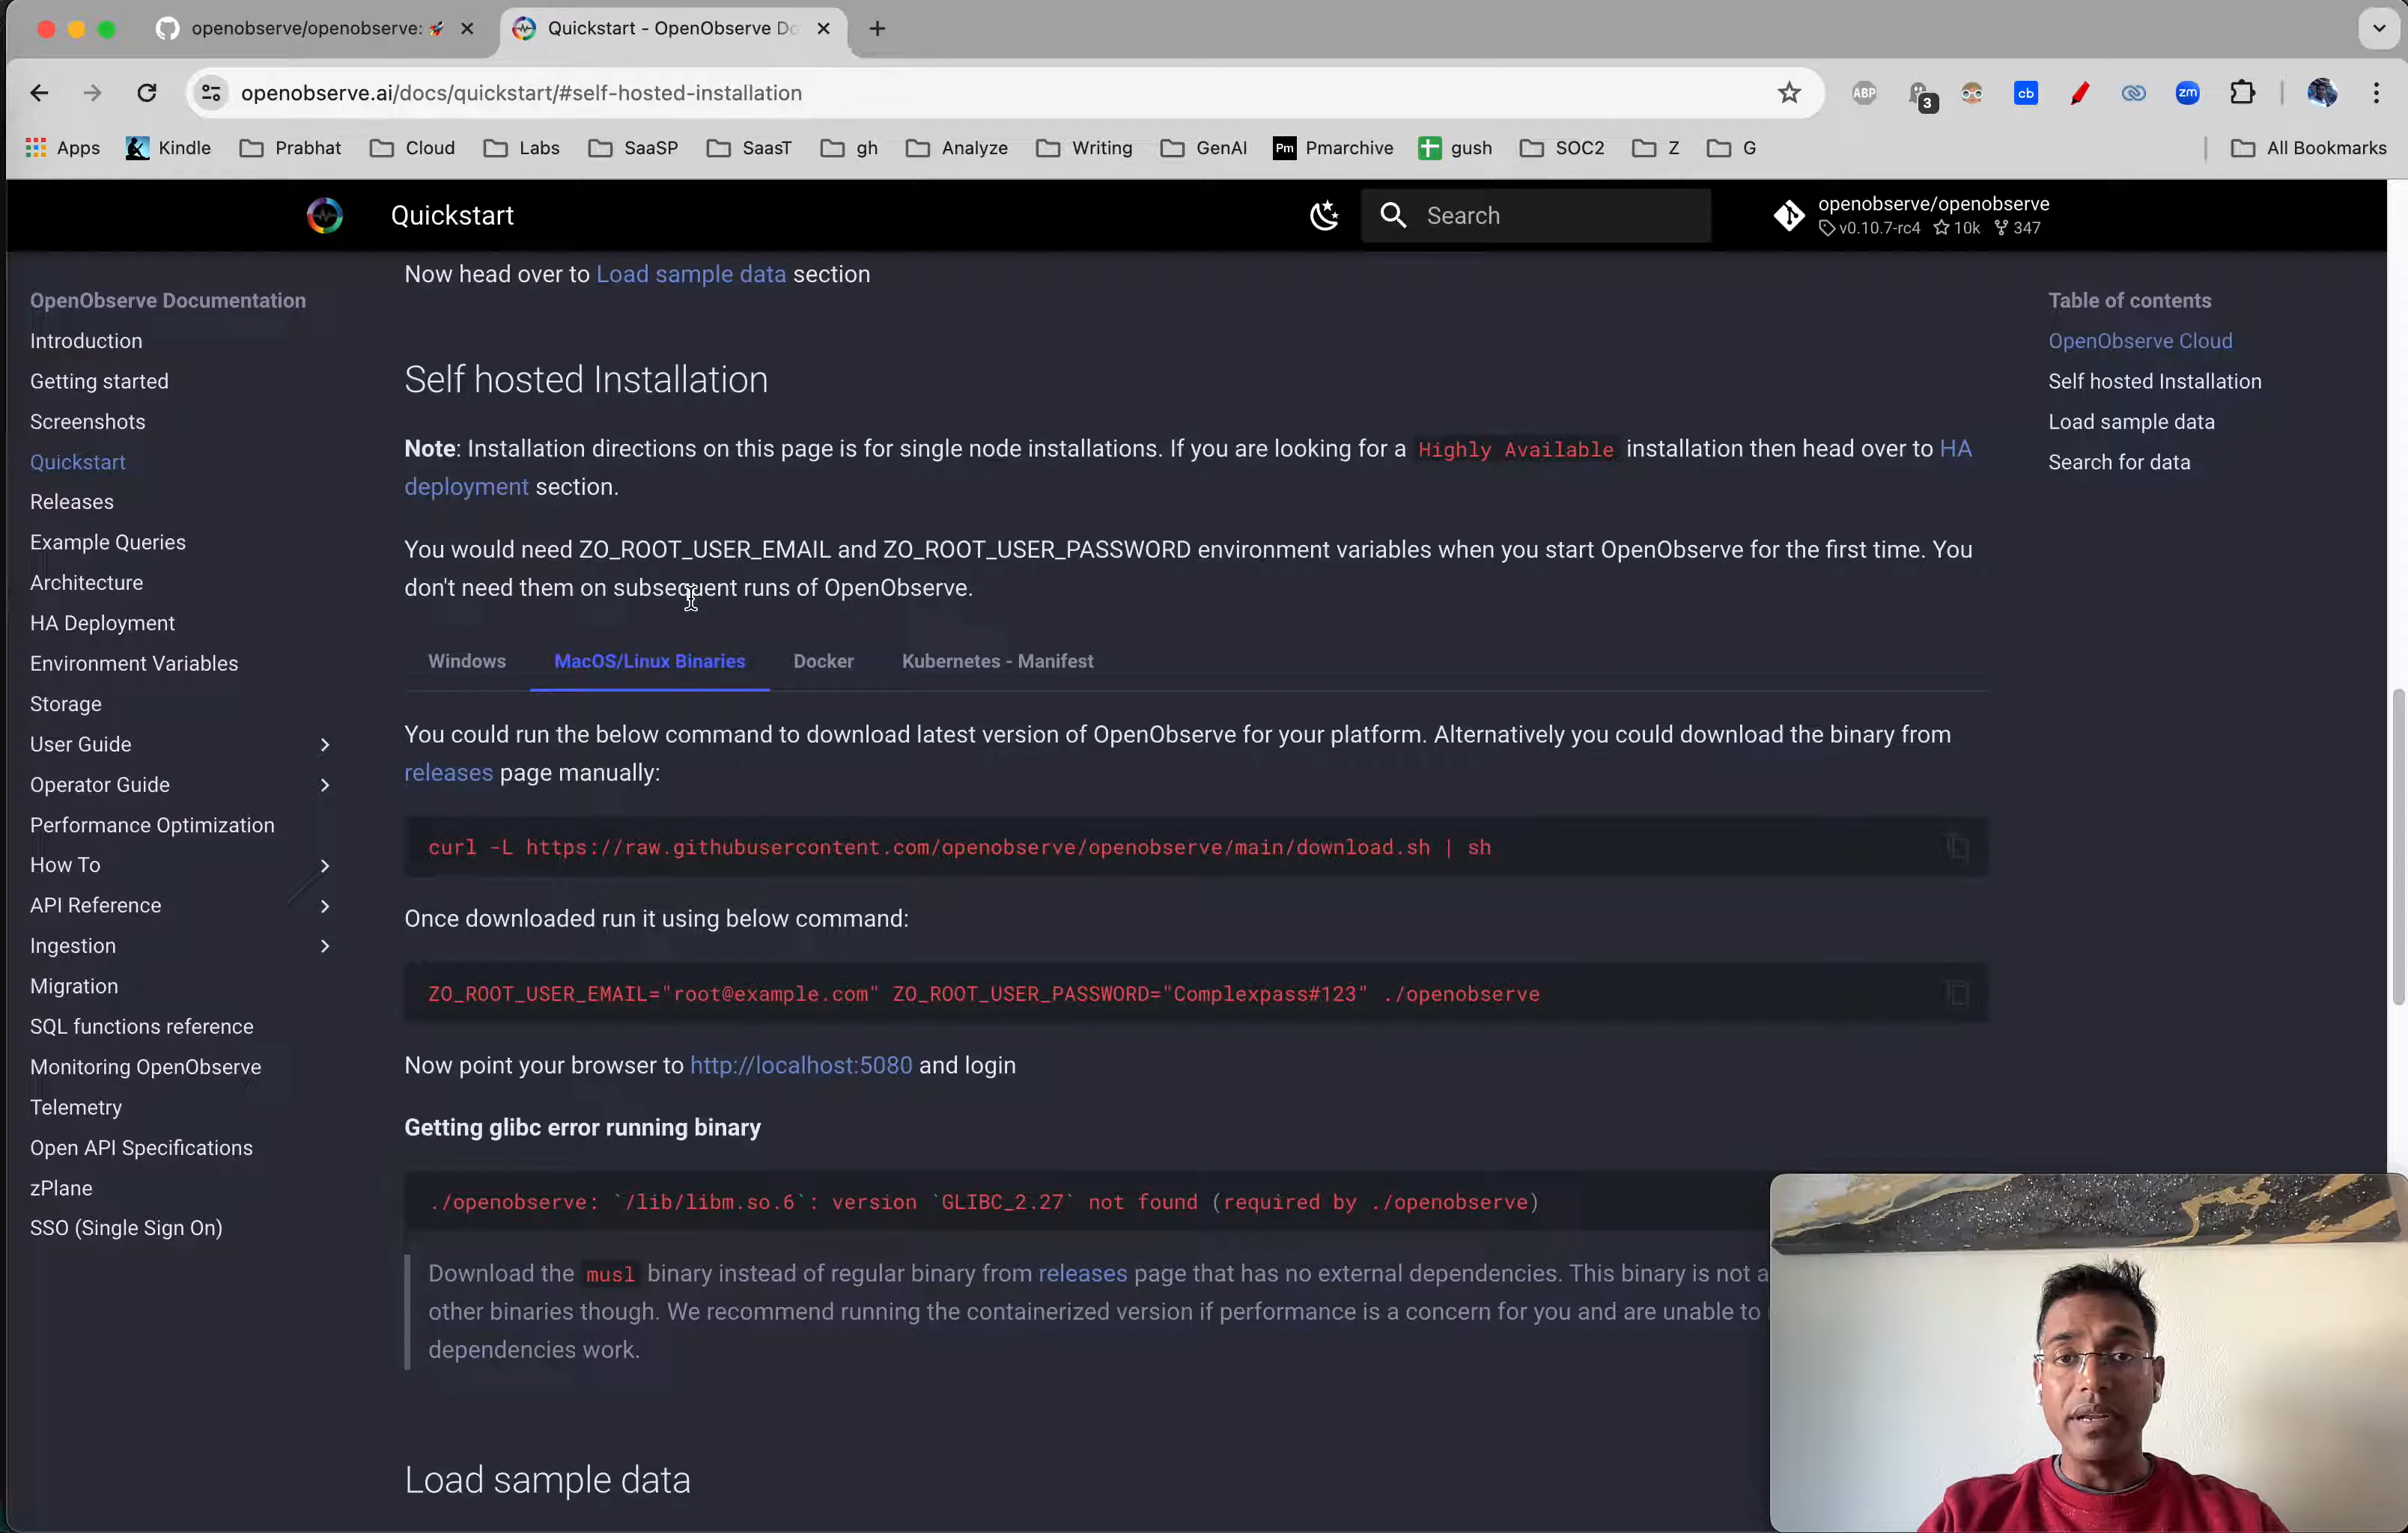 openobserve/openobserve: 🚀
Quickstart - OpenObserve Do
openobserve.ai/docs/quickstart/#self-hosted-installation
ABP
3
cb
zm
Apps
Kindle
Prabhat
Cloud
Labs
SaaSP
SaasT
gh
Analyze
Writing
GenAI
Pm Pmarchive
gush
SOC2
Z
G
All Bookmarks
Quickstart
Search
openobserve/openobserve
v0.10.7-rc4 10k 347
OpenObserve Documentation
Introduction
Getting started
Screenshots
Quickstart
Releases
Example Queries
Architecture
HA Deployment
Environment Variables
Storage
User Guide
Operator Guide
Performance Optimization
How To
API Reference
Ingestion
Migration
SQL functions reference
Monitoring OpenObserve
Telemetry
Open API Specifications
zPlane
SSO (Single Sign On)
Now head over to Load sample data section
Self hosted Installation
Note: Installation directions on this page is for single node installations. If you are looking for a Highly Available installation then head over to HA
deployment section.
You would need ZO_ROOT_USER_EMAIL and ZO_ROOT_USER_PASSWORD environment variables when you start OpenObserve for the first time. You
don't need them on subsequent runs of OpenObserve.
Windows
MacOS/Linux Binaries
Docker
Kubernetes - Manifest
You could run the below command to download latest version of OpenObserve for your platform. Alternatively you could download the binary from
releases page manually:
curl -L https://raw.githubusercontent.com/openobserve/openobserve/main/download.sh | sh
Once downloaded run it using below command:
ZO_ROOT_USER_EMAIL="root@example.com" ZO_ROOT_USER_PASSWORD="Complexpass#123" ./openobserve
Now point your browser to http://localhost:5080 and login
Getting glibc error running binary
./openobserve: `/lib/libm.so.6`: version `GLIBC_2.27` not found (required by ./openobserve)
Download the musl binary instead of regular binary from releases page that has no external dependencies. This binary is not a
other binaries though. We recommend running the containerized version if performance is a concern for you and are unable to
dependencies work.
Load sample data
Table of contents
OpenObserve Cloud
Self hosted Installation
Load sample data
Search for data